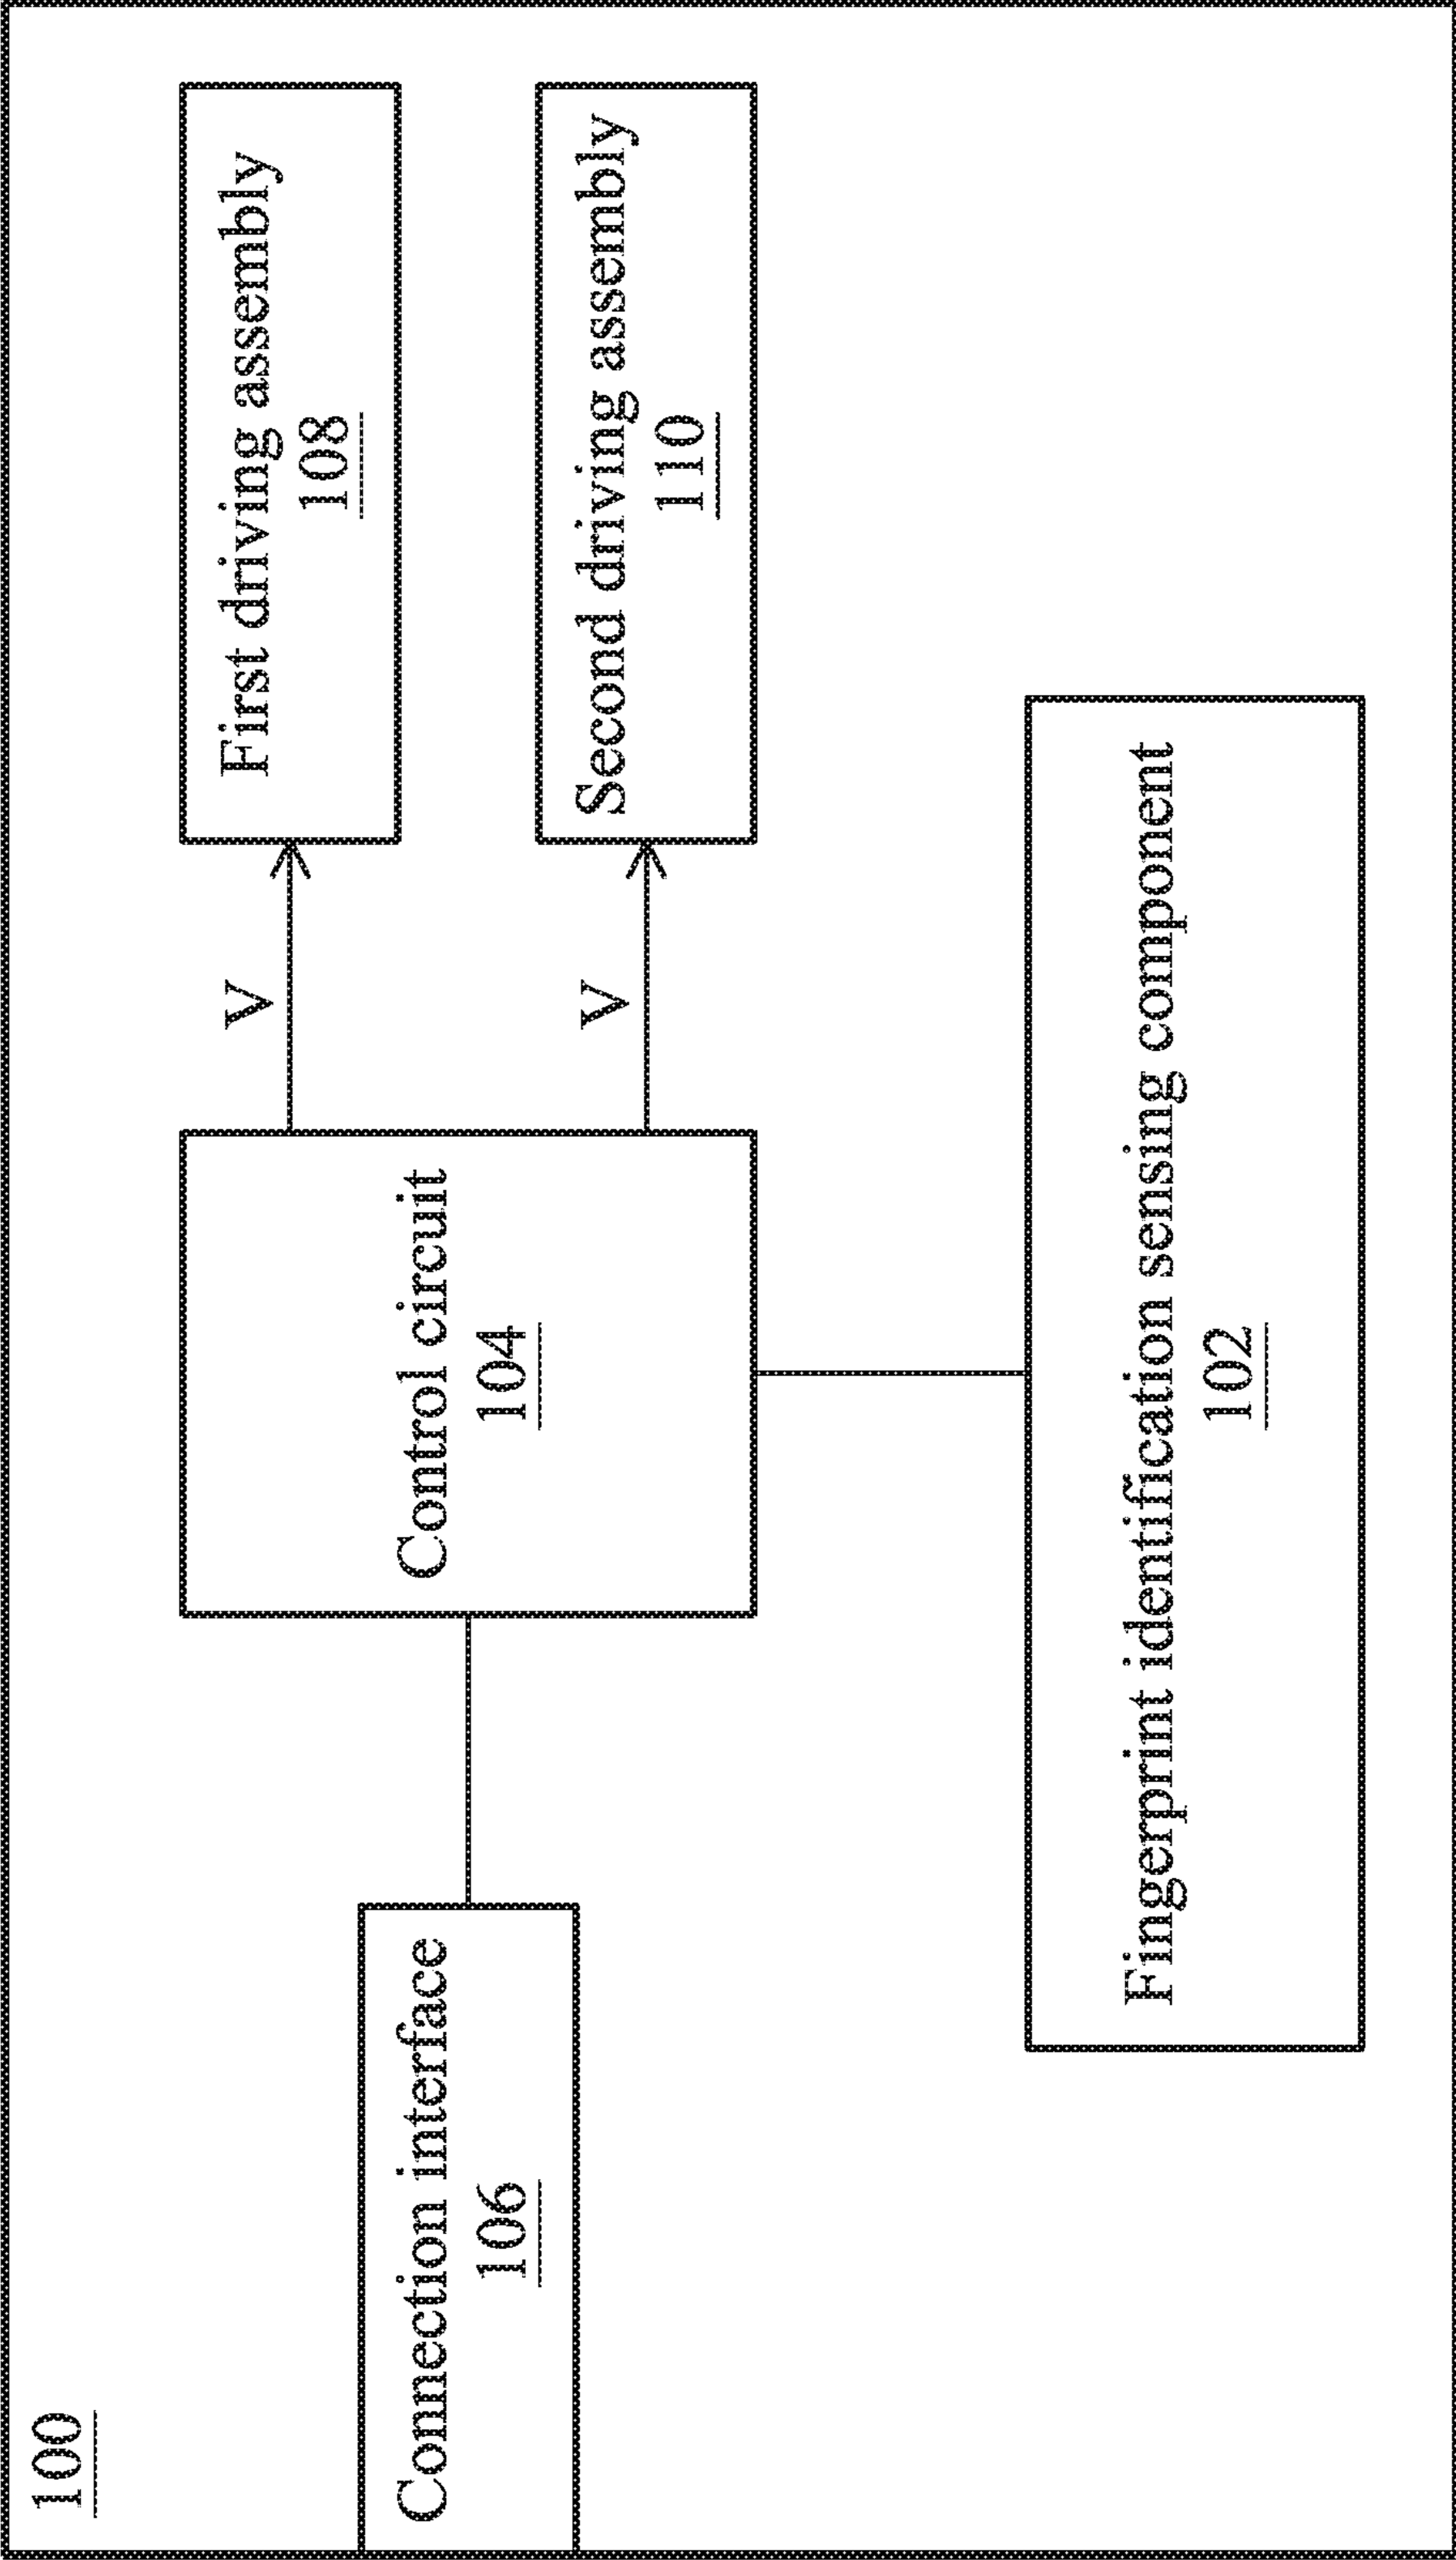 100
Connection interface
106
Control circuit
104
V
V
First driving assembly
108
Second driving assembly
110
Fingerprint identification sensing component
102